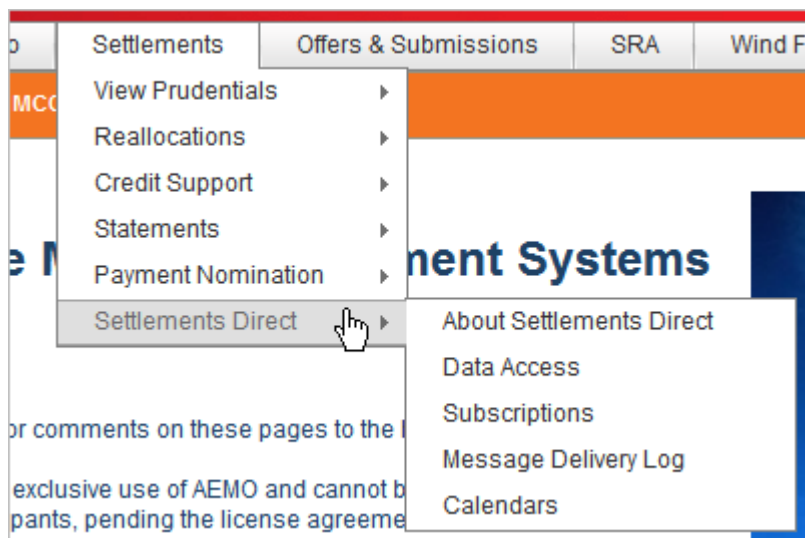 Settlements Offers & Submissions SRA Wind F
View Prudentials
MCC
Reallocations
Credit Support
Statements
e M ment Systems
Payment Nomination
Settlements Direct
About Settlements Direct
Data Access
Subscriptions
or comments on these pages to the
Message Delivery Log
exclusive use of AEMO and cannot b
Calendars
pants, pending the license agreeme